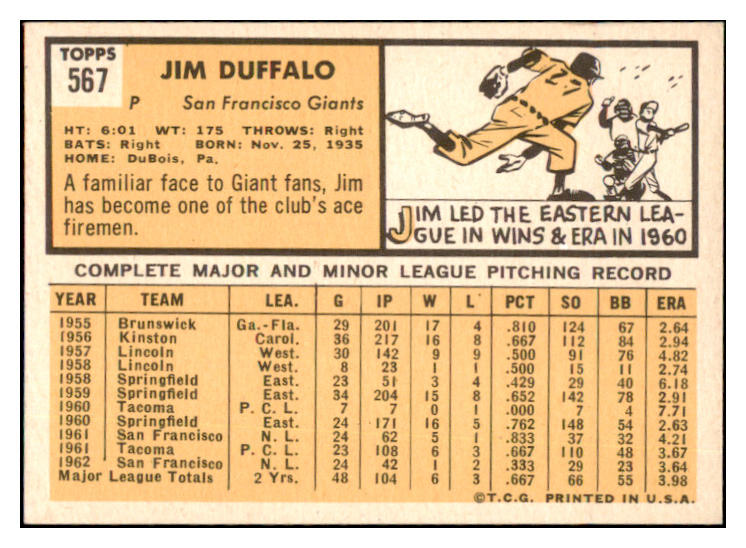 TOPPS
567
JIM DUFFALO
P San Francisco Giants
HT: 6:01 WT: 175 THROWS: Right
BATS: Right BORN: Nov. 25, 1935
HOME: DuBois, Pa.
A familiar face to Giant fans, Jim
has become one of the club's ace
firemen.
JIM LED THE EASTERN LEA-
GUE IN WINS & ERA IN 1960
COMPLETE MAJOR AND MINOR LEAGUE PITCHING RECORD
YEAR TEAM LEA. G IP W L PCT SO BB ERA
1955 Brunswick Ga.-Fla. 29 201 17 4 .810 124 67 2.64
1956 Kinston Carol. 36 217 16 8 .667 112 84 2.94
1957 Lincoln West. 30 142 9 9 .500 91 76 4.82
1958 Lincoln West. 8 23 1 1 .500 15 11 2.74
1958 Springfield East. 23 51 3 4 .429 29 40 6.18
1959 Springfield East. 34 204 15 8 .652 142 78 2.91
1960 Tacoma P.C.L. 7 7 0 1 .000 7 4 7.71
1960 Springfield East. 24 171 16 5 .762 148 54 2.63
1961 San Francisco N.L. 24 62 5 1 .833 37 32 4.21
1961 Tacoma P.C.L. 23 108 6 3 .667 110 48 3.67
1962 San Francisco N.L. 24 42 1 2 .333 29 23 3.64
Major League Totals 2 Yrs. 48 104 6 3 .667 66 55 3.98
©T.C.G. PRINTED IN U.S.A.